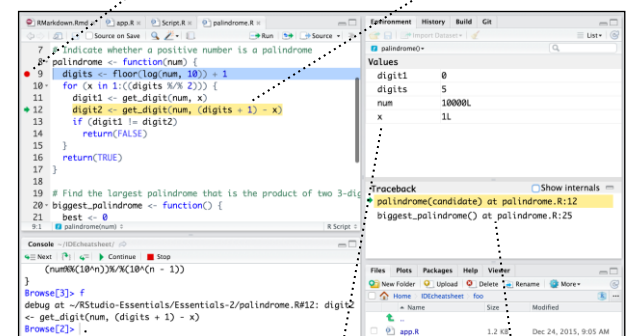 RMarkdown.Rmd × app.R × Script.R × palindrome.R ×
Source on Save Run Source
7 # Indicate whether a positive number is a palindrome
8 palindrome <- function(num) {
9 digits <- floor(log(num, 10)) + 1
10 for (x in 1:((digits %/% 2))) {
11 digit1 <- get_digit(num, x)
12 digit2 <- get_digit(num, (digits + 1) - x)
13 if (digit1 != digit2)
14 return(FALSE)
15 }
16 return(TRUE)
17 }
18
19 # Find the largest palindrome that is the product of two 3-dig
20 biggest_palindrome <- function() {
21 best <- 0
9:1 palindrome(num) R Script
Console ~/IDEcheatsheet/
Next Continue Stop
(num%%(10^n))%/%(10^(n - 1))
}
Browse[3]> f
debug at ~/RStudio-Essentials/Essentials-2/palindrome.R#12: digit2
<- get_digit(num, (digits + 1) - x)
Browse[2]>
Environment History Build Git
Import Dataset List
palindrome()
Values
digit1 0
digits 5
num 10000L
x 1L
Traceback Show internals
palindrome(candidate) at palindrome.R:12
biggest_palindrome() at palindrome.R:25
Files Plots Packages Help Viewer
New Folder Upload Delete Rename More
Home IDEcheatsheet foo
Name Size Modified
..
app.R 1.2 KB Dec 24, 2015, 9:05 AM